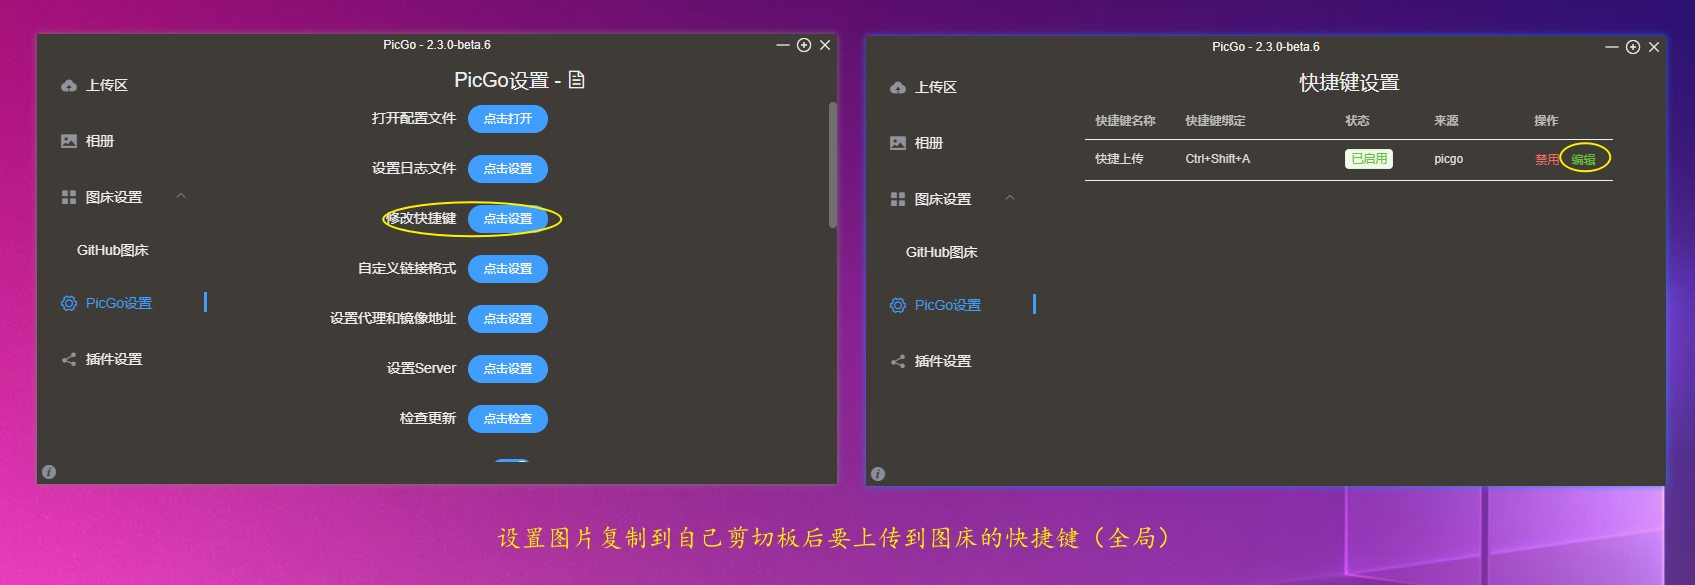 PicGo - 2.3.0-beta.6
上传区
相册
图床设置
GitHub图床
PicGo设置
插件设置
PicGo设置 -
打开配置文件 点击打开
设置日志文件 点击设置
修改快捷键 点击设置
自定义链接格式 点击设置
设置代理和镜像地址 点击设置
设置Server 点击设置
检查更新 点击检查
PicGo - 2.3.0-beta.6
上传区
相册
图床设置
GitHub图床
PicGo设置
插件设置
快捷键设置
快捷键名称 快捷键绑定 状态 来源 操作
快捷上传 Ctrl+Shift+A 已启用 picgo 禁用 编辑
设置图片复制到自己剪切板后要上传到图床的快捷键（全局）